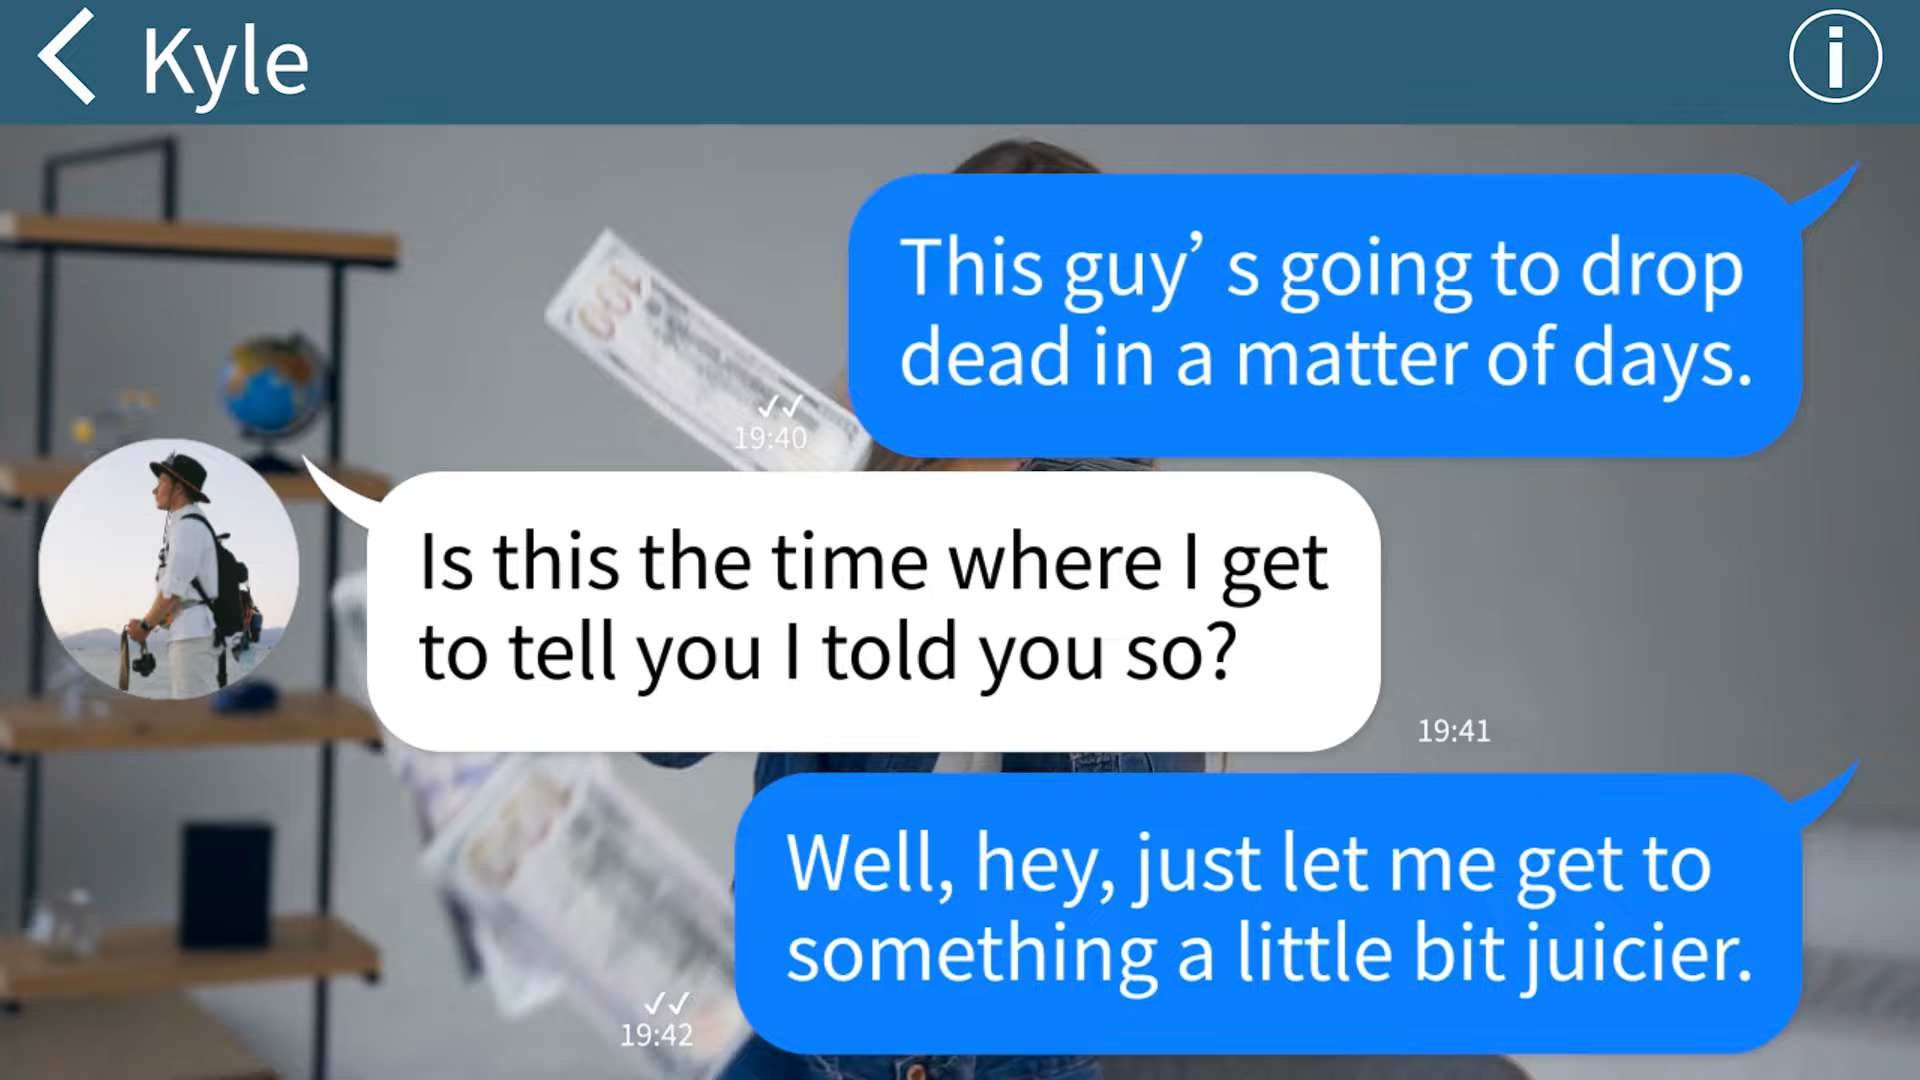 Kyle
This guy’s going to drop
dead in a matter of days.
19:40
Is this the time where I get
to tell you I told you so?
19:41
Well, hey, just let me get to
something a little bit juicier.
19:42
100